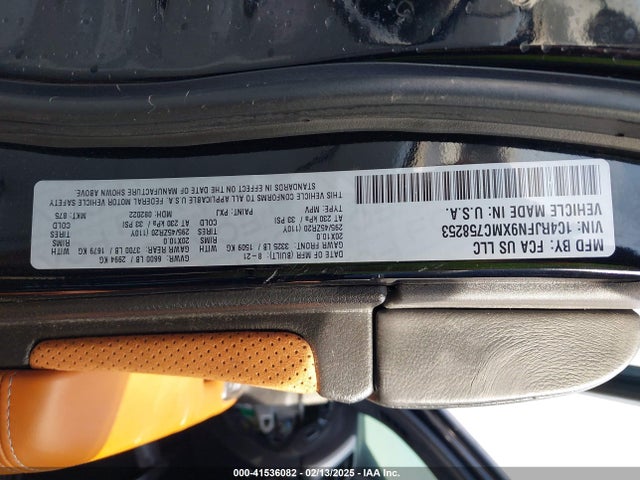 MFD BY: FCA US LLC
DATE OF MFR (BUILT): 8-21
GVWR: 6600 LB / 2994 KG
GAWR FRONT: 3325 LB / 1508 KG
GAWR, REAR: 3700 LB / 1679 KG
WITH
TIRES
295/45ZR20 (110Y)
295/45ZR20 (110Y)
RIMS
20X10.0
20X10.0
COLD
AT 230 kPa / 33 PSI
AT 230 kPa / 33 PSI
THIS VEHICLE CONFORMS TO ALL APPLICABLE U.S.A. FEDERAL MOTOR VEHICLE SAFETY
STANDARDS IN EFFECT ON THE DATE OF MANUFACTURE SHOWN ABOVE.
VIN: 1C4RJFN9XMC758253
TYPE: MPV
PAINT: PXJ
MDH: 082022
MKT: 875
VEHICLE MADE IN U.S.A.
000-41536082 - 02/13/2025 - IAA Inc.